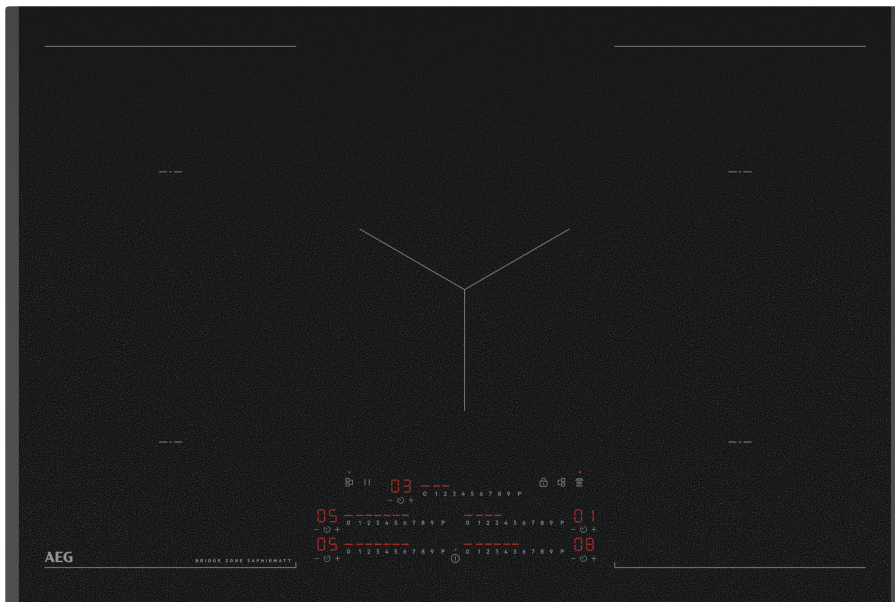 03
0 1 2 3 4 5 6 7 8 9 P
- +
05
0 1 2 3 4 5 6 7 8 9 P
0 1 2 3 4 5 6 7 8 9 P
01
- +
- +
05
0 1 2 3 4 5 6 7 8 9 P
0 1 2 3 4 5 6 7 8 9 P
08
- +
- +
AEG
BRIDGE ZONE SAPHIRMATT